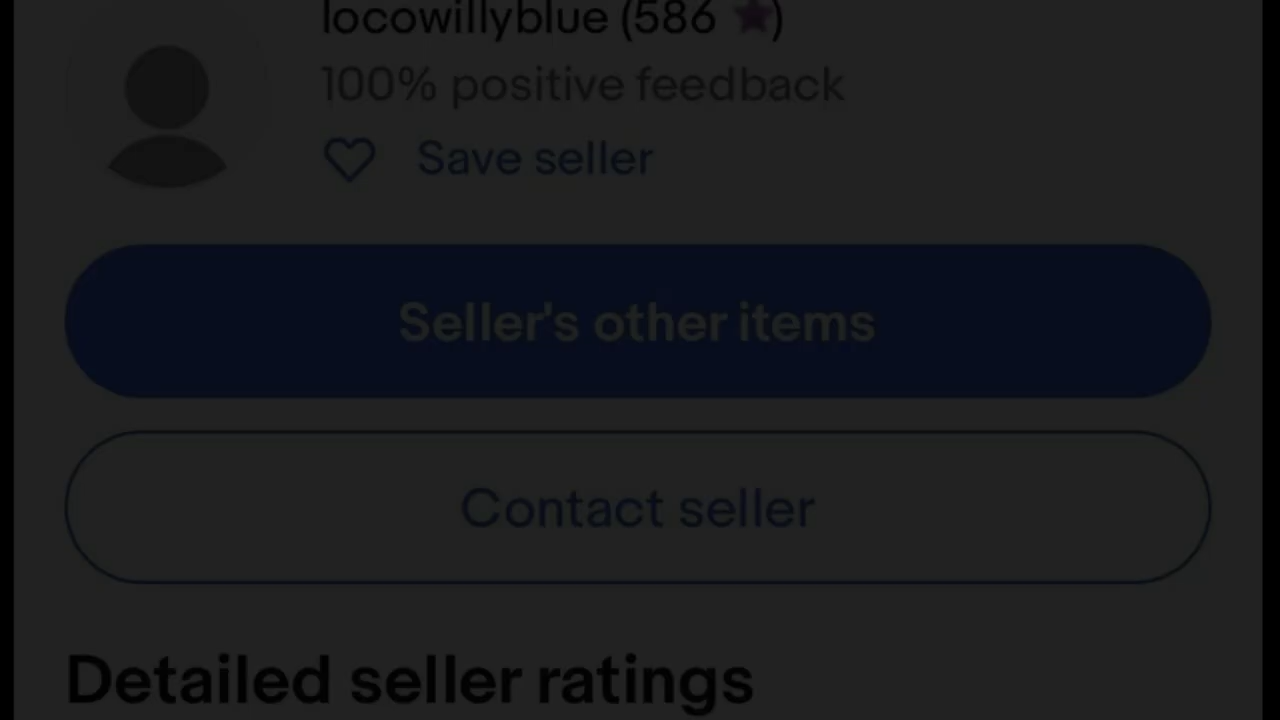 locowillyblue (586 ★)
100% positive feedback
Save seller
Seller's other items
Contact seller
Detailed seller ratings